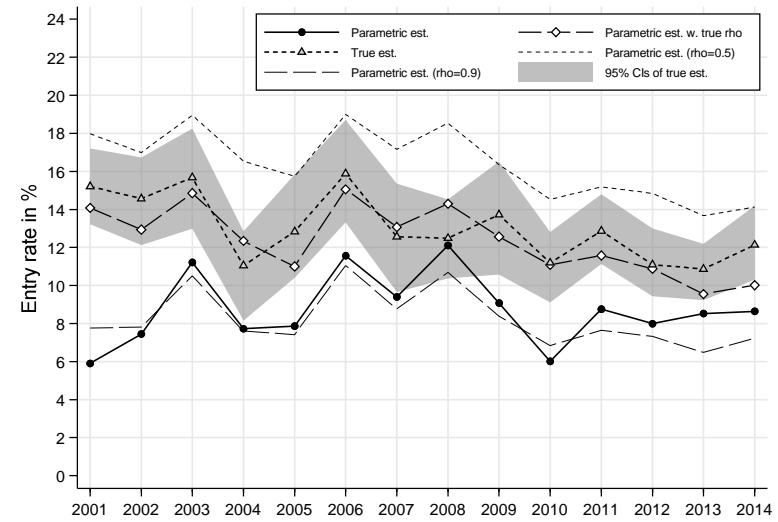 24
22
20
18
16
14
12
10
8
6
4
2
0
Entry rate in %
Parametric est.
True est.
Parametric est. (rho=0.9)
Parametric est. w. true rho
Parametric est. (rho=0.5)
95% CIs of true est.
2001 2002 2003 2004 2005 2006 2007 2008 2009 2010 2011 2012 2013 2014